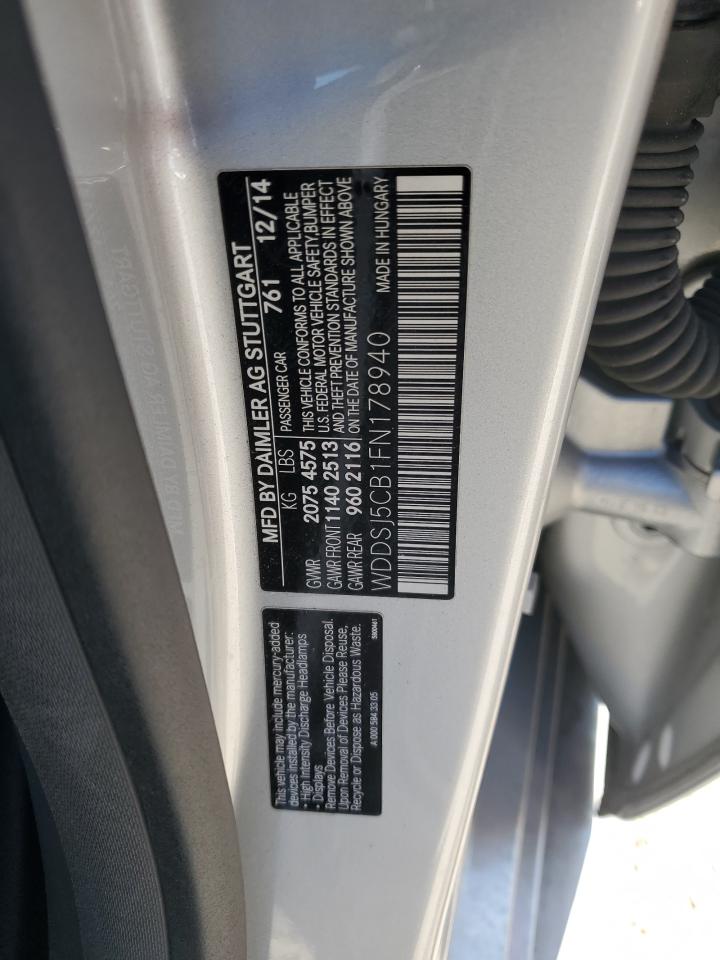 MFD BY DAIMLER AG STUTTGART
761 12/14
KG LBS PASSENGER CAR
GVWR 2075 4575
GAWR FRONT 1140 2513
GAWR REAR 960 2116
THIS VEHICLE CONFORMS TO ALL APPLICABLE
U.S. FEDERAL MOTOR VEHICLE SAFETY, BUMPER
AND THEFT PREVENTION STANDARDS IN EFFECT
ON THE DATE OF MANUFACTURE SHOWN ABOVE
WDDSJ5CB1FN178940 MADE IN HUNGARY
This vehicle may include mercury-added
devices installed by the manufacturer:
• High Intensity Discharge Headlamps
• Displays
Remove Devices Before Vehicle Disposal.
Upon Removal of Devices Please Reuse,
Recycle or Dispose as Hazardous Waste.
A 000 584 33 05